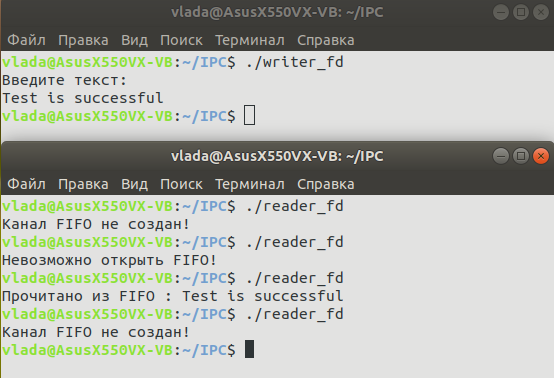 vlada@AsusX550VX-VB: ~/IPC
Файл Правка Вид Поиск Терминал Справка
vlada@AsusX550VX-VB:~/IPC$ ./writer_fd
Введите текст:
Test is successful
vlada@AsusX550VX-VB:~/IPC$
vlada@AsusX550VX-VB: ~/IPC
Файл Правка Вид Поиск Терминал Справка
vlada@AsusX550VX-VB:~/IPC$ ./reader_fd
Канал FIFO не создан!
vlada@AsusX550VX-VB:~/IPC$ ./reader_fd
Невозможно открыть FIFO!
vlada@AsusX550VX-VB:~/IPC$ ./reader_fd
Прочитано из FIFO : Test is successful
vlada@AsusX550VX-VB:~/IPC$ ./reader_fd
Канал FIFO не создан!
vlada@AsusX550VX-VB:~/IPC$